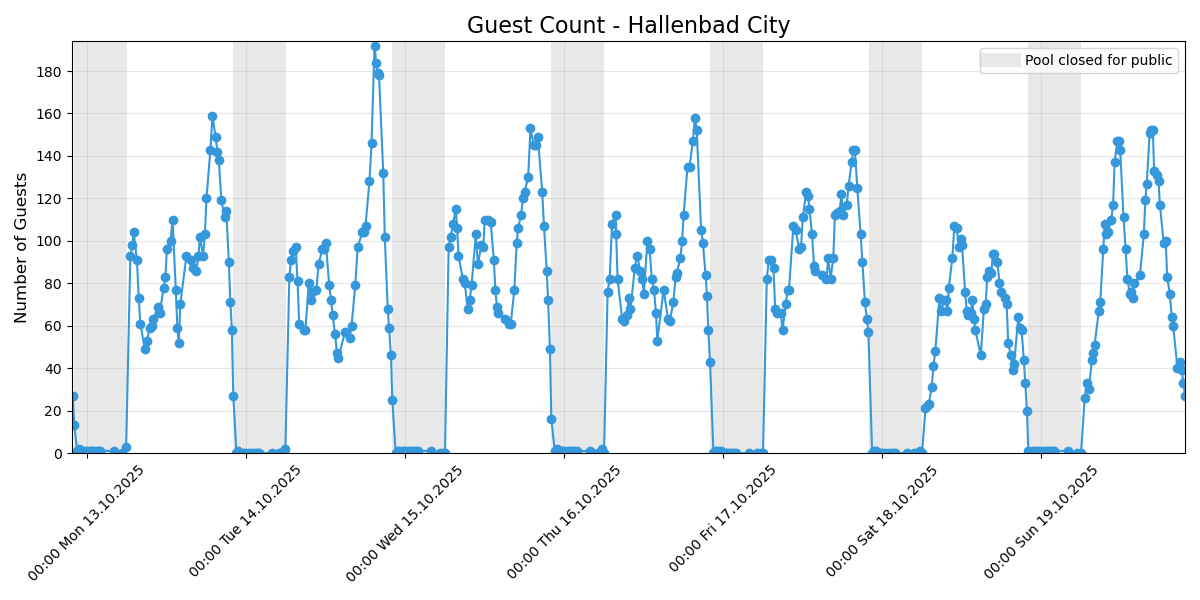 Guest Count - Hallenbad City
Pool closed for public
Number of Guests
180
160
140
120
100
80
60
40
20
0
00:00 Mon 13.10.2025
00:00 Tue 14.10.2025
00:00 Wed 15.10.2025
00:00 Thu 16.10.2025
00:00 Fri 17.10.2025
00:00 Sat 18.10.2025
00:00 Sun 19.10.2025